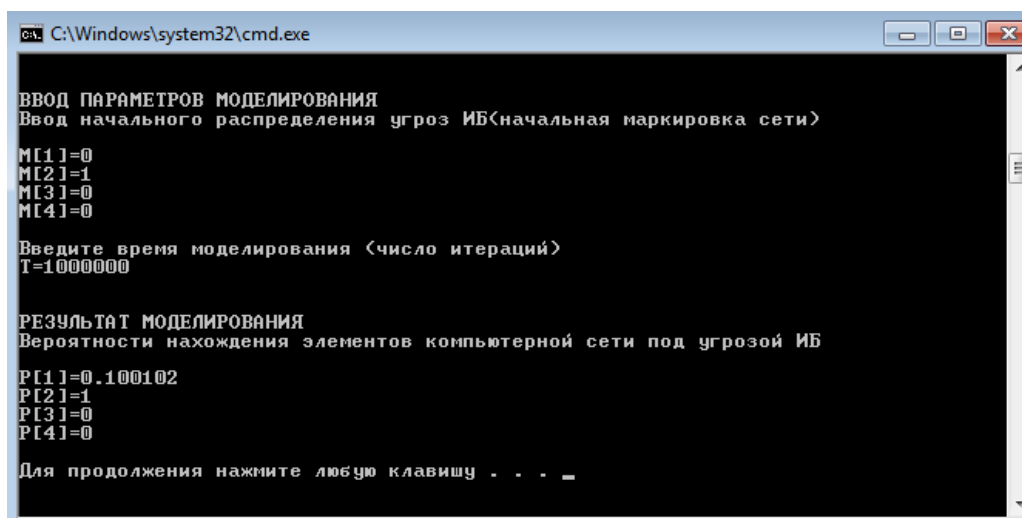 C:\Windows\system32\cmd.exe
ВВОД ПАРАМЕТРОВ МОДЕЛИРОВАНИЯ
Ввод начального распределения угроз ИБ(начальная маркировка сети)
M[1]=0
M[2]=1
M[3]=0
M[4]=0
Введите время моделирования (число итераций)
T=1000000
РЕЗУЛЬТАТ МОДЕЛИРОВАНИЯ
Вероятности нахождения элементов компьютерной сети под угрозой ИБ
P[1]=0.100102
P[2]=1
P[3]=0
P[4]=0
Для продолжения нажмите любую клавишу . . . _